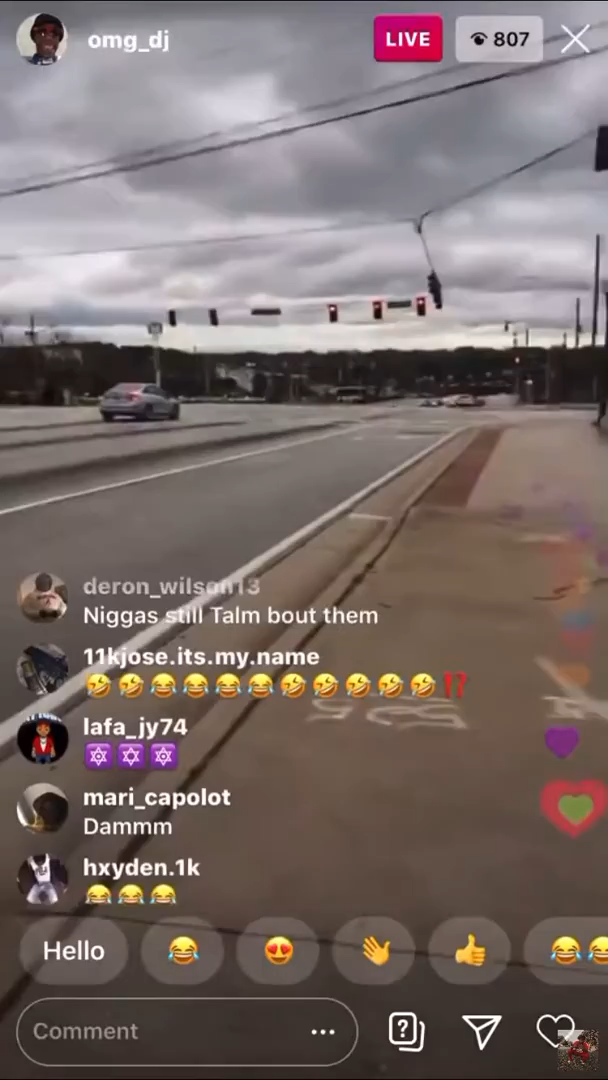 omg_dj
LIVE
807
deron_wilson13
Niggas still Talm bout them
11kjose.its.my.name
🤣🤣😂😂😂😂🤣🤣🤣🤣🤣⁉️
lafa_jy74
🔯🔯🔯
mari_capolot
Dammm
hxyden.1k
😂😂😂
Hello
Comment